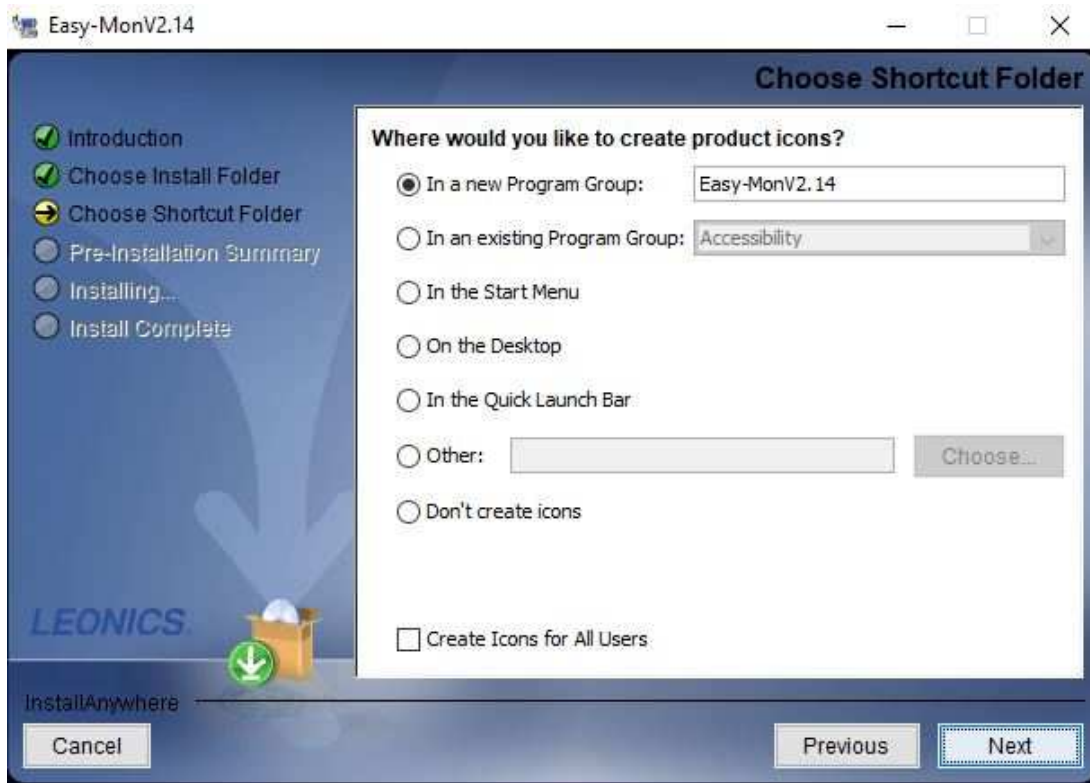 Easy-MonV2.14
Choose Shortcut Folder
Introduction
Choose Install Folder
Choose Shortcut Folder
Pre-Installation Summary
Installing...
Install Complete
Where would you like to create product icons?
In a new Program Group: Easy-MonV2.14
In an existing Program Group: Accessibility
In the Start Menu
On the Desktop
In the Quick Launch Bar
Other: Choose...
Don't create icons
Create Icons for All Users
LEONICS
InstallAnywhere
Cancel Previous Next